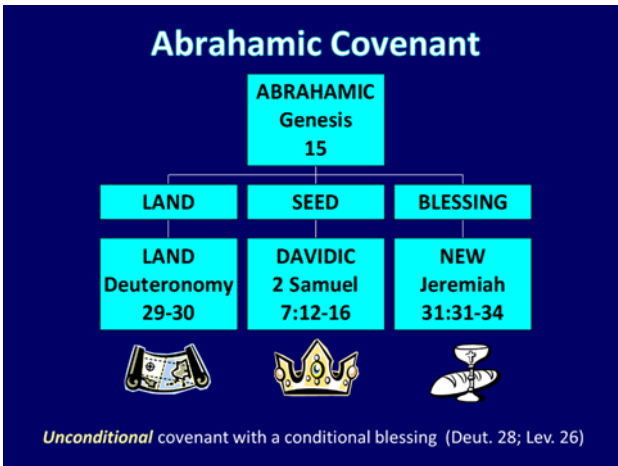 Abrahamic Covenant
ABRAHAMIC
Genesis
15
LAND
SEED
BLESSING
LAND
Deuteronomy
29-30
DAVIDIC
2 Samuel
7:12-16
NEW
Jeremiah
31:31-34
Unconditional covenant with a conditional blessing (Deut. 28; Lev. 26)